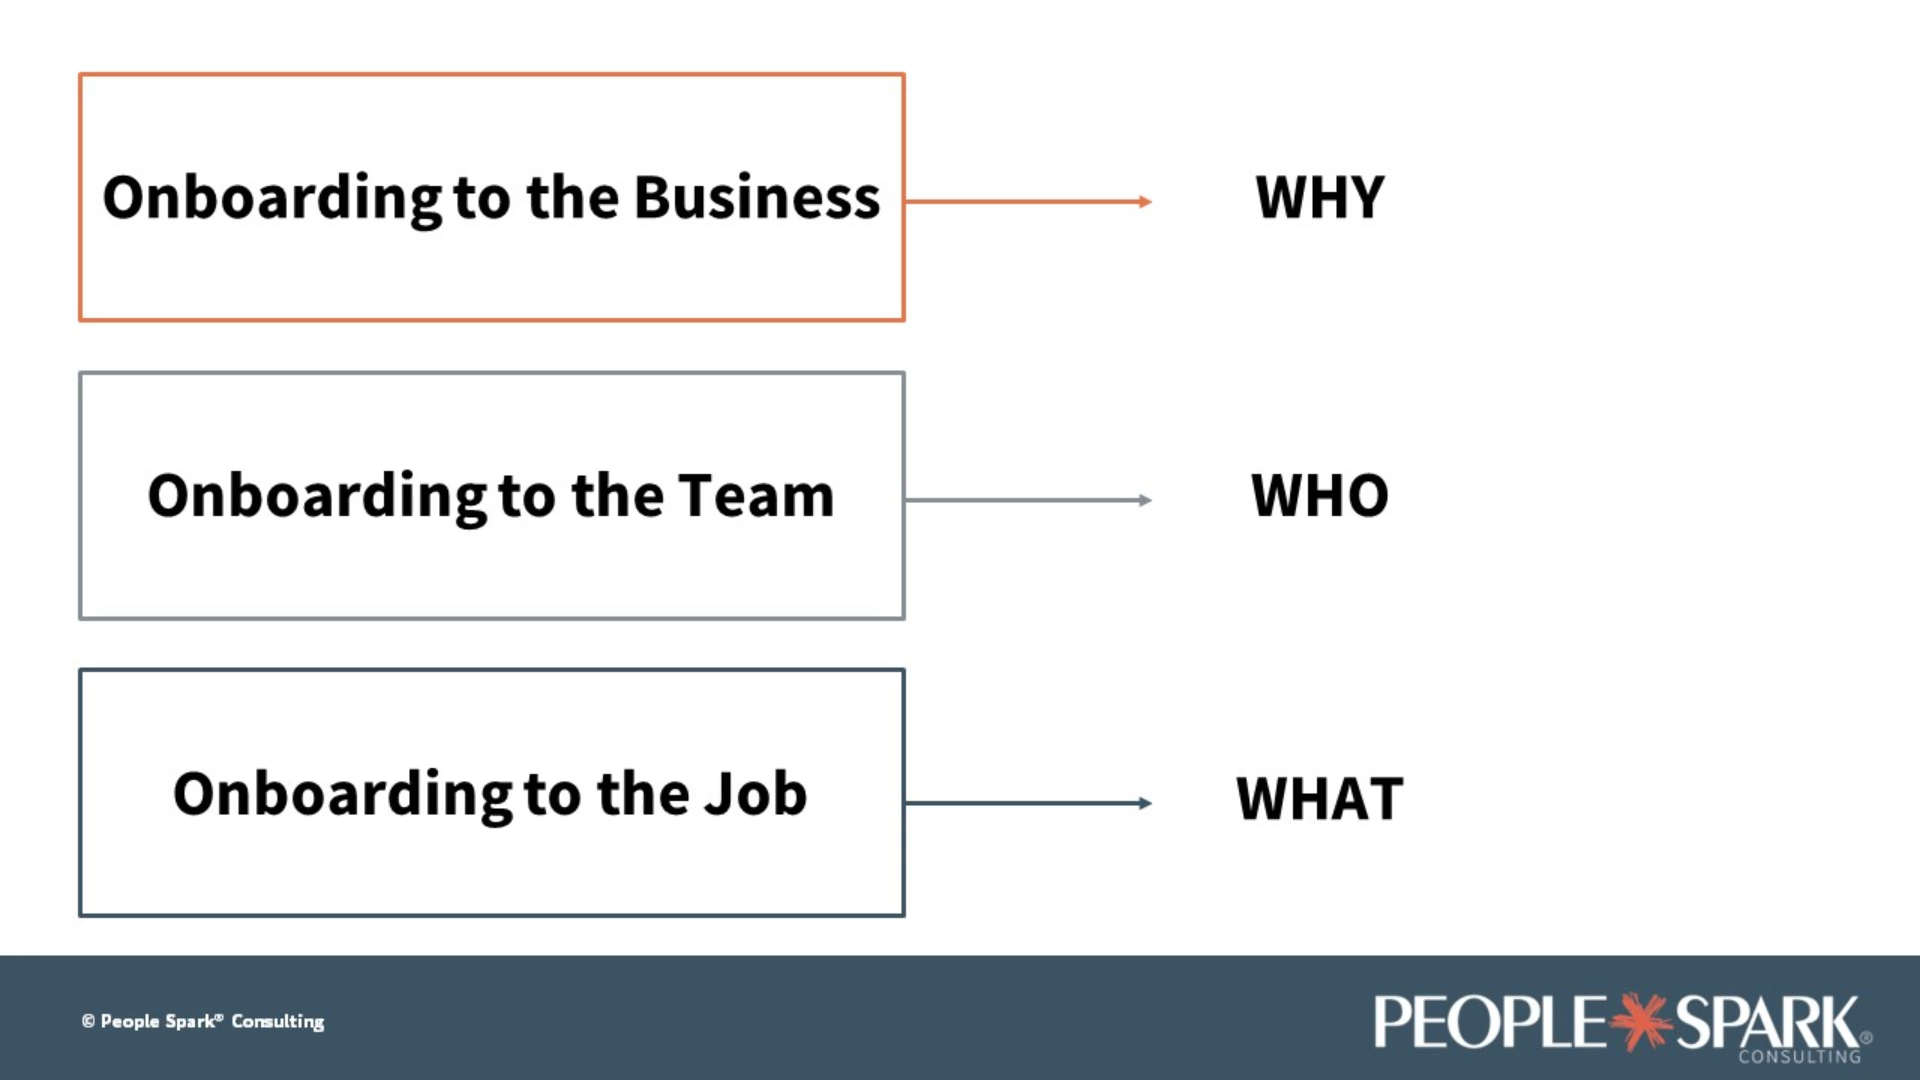 Onboarding to the Business
WHY
Onboarding to the Team
WHO
Onboarding to the Job
WHAT
© People Spark® Consulting
PEOPLE SPARK®
CONSULTING